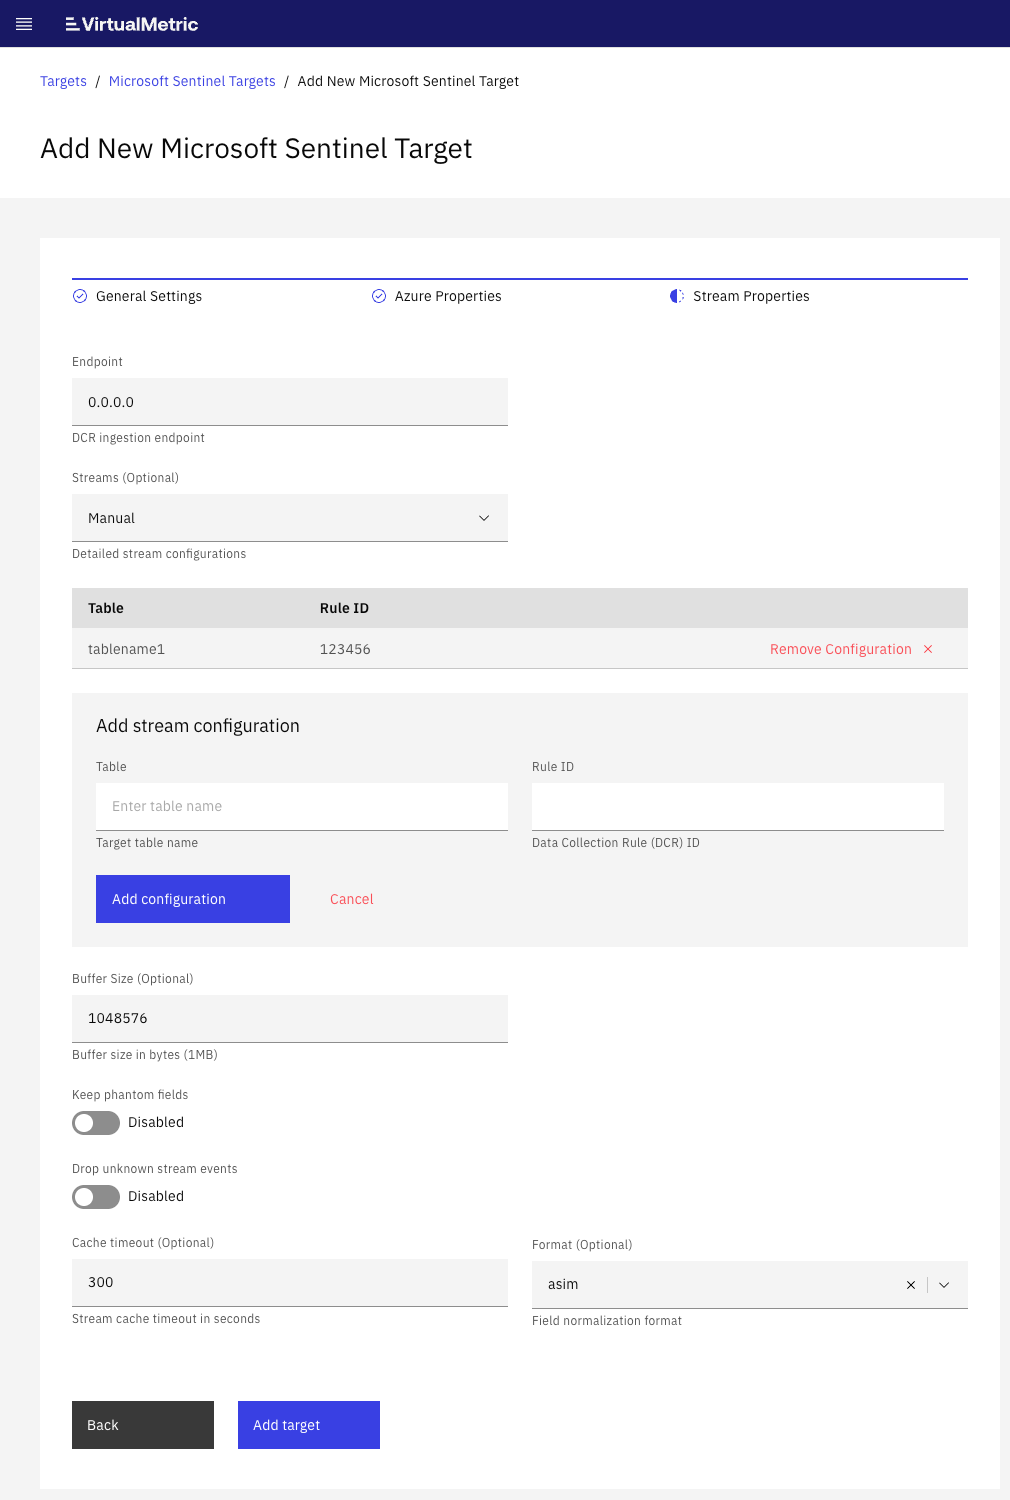 VirtualMetric
Targets / Microsoft Sentinel Targets / Add New Microsoft Sentinel Target
Add New Microsoft Sentinel Target
General Settings Azure Properties Stream Properties
Endpoint
0.0.0.0
DCR ingestion endpoint
Streams (Optional)
Manual
Detailed stream configurations
Table Rule ID
tablename1 123456 Remove Configuration
Add stream configuration
Table Rule ID
Enter table name
Target table name Data Collection Rule (DCR) ID
Add configuration Cancel
Buffer Size (Optional)
1048576
Buffer size in bytes (1MB)
Keep phantom fields
Disabled
Drop unknown stream events
Disabled
Cache timeout (Optional) Format (Optional)
300 asim
Stream cache timeout in seconds Field normalization format
Back Add target